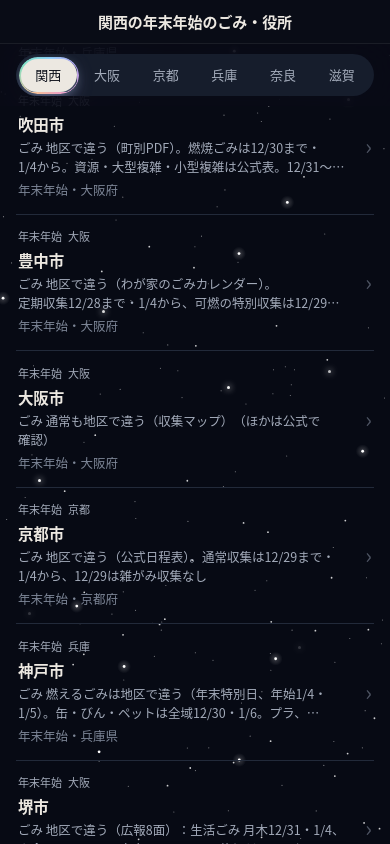 関西の年末年始のごみ・役所
関西
大阪
京都
兵庫
奈良
滋賀
吹田市
ごみ 地区で違う（町別PDF）。燃焼ごみは12/30まで・
1/4から。資源・大型複雑・小型複雑は公式表。12/31〜…
年末年始・大阪府
年末年始 大阪
豊中市
ごみ 地区で違う（わが家のごみカレンダー）。
定期収集12/28まで・1/4から、可燃の特別収集は12/29…
年末年始・大阪府
年末年始 大阪
大阪市
ごみ 通常も地区で違う（収集マップ）（ほかは公式で
確認）
年末年始・大阪府
年末年始 京都
京都市
ごみ 地区で違う（公式日程表）。通常収集は12/29まで・
1/4から、12/29は雑がみ収集なし
年末年始・京都府
年末年始 兵庫
神戸市
ごみ 燃えるごみは地区で違う（年末特別日、年始1/4・
1/5）。缶・びん・ペットは全域12/30・1/6。プラ、…
年末年始・兵庫県
年末年始 大阪
堺市
ごみ 地区で違う（広報8面）：生活ごみ 月木12/31・1/4、